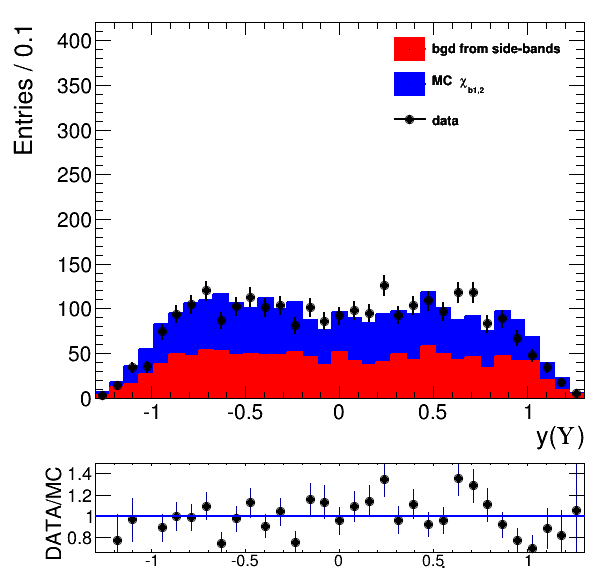 Entries / 0.1
400
350
300
250
200
150
100
50
0
bgd from side-bands
MC χb1,2
data
-1 -0.5 0 0.5 1
y(Υ)
DATA/MC
1.4
1.2
1
0.8
-1 -0.5 0 0.5 1